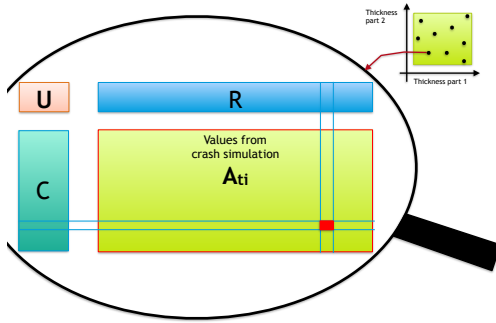 Thickness
part 2
Thickness part 1
U
R
Values from
crash simulation
Ati
C